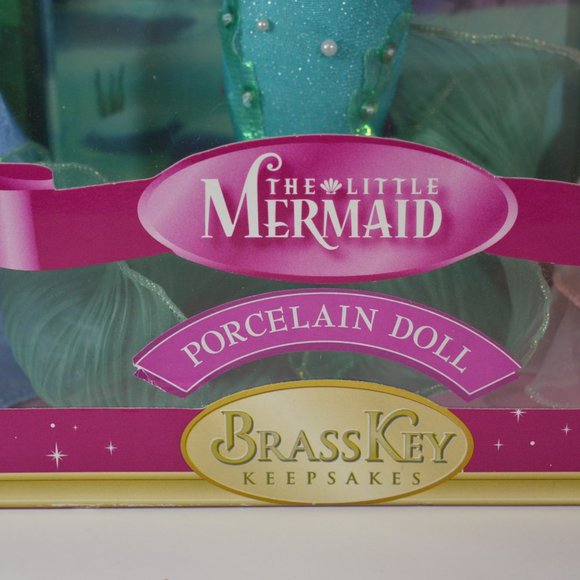 THE LITTLE
MERMAID
PORCELAIN DOLL
BRASSKEY
KEEPSAKES